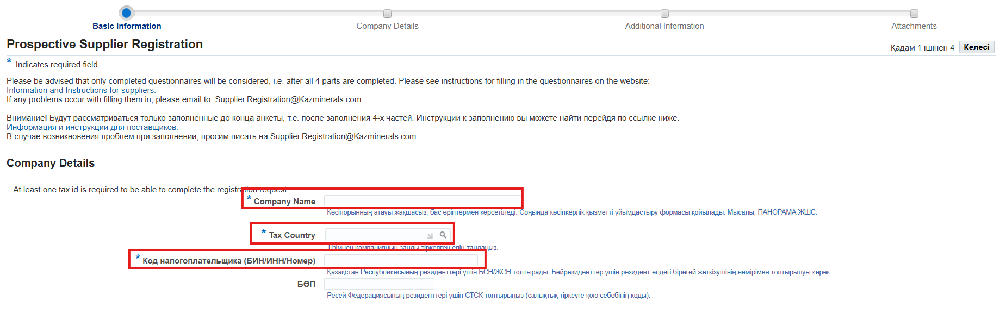 Basic Information
Company Details
Additional Information
Attachments
Prospective Supplier Registration
Қадам 1 ішінен 4 Келесі
* Indicates required field
Please be advised that only completed questionnaires will be considered, i.e. after all 4 parts are completed. Please see instructions for filling in the questionnaires on the website:
Information and Instructions for suppliers.
If any problems occur with filling them in, please email to: Supplier.Registration@Kazminerals.com
Внимание! Будут рассматриваться только заполненные до конца анкеты, т.е. после заполнения 4-х частей. Инструкции к заполнению вы можете найти перейдя по ссылке ниже.
Информация и инструкции для поставщиков.
В случае возникновения проблем при заполнении, просим писать на Supplier.Registration@Kazminerals.com.
Company Details
At least one tax id is required to be able to complete the registration request.
* Company Name
Кәсіпорынның атауы жақшасыз, бас әріптермен көрсетіледі. Соңында кәсіпкерлік қызметті ұйымдастыру формасы қойылады. Мысалы, ПАНОРАМА ЖШС.
* Tax Country
Тізімнен компанияның заңды тіркелген елін таңдаңыз.
* Код налогоплательщика (БИН/ИНН/Номер)
Қазақстан Республикасының резиденттері үшін БСН/ЖСН толтырады. Бейрезиденттер үшін резидент елдегі бірегей жеткізушінің нөмірімен толтырылуы керек
БӨП
Ресей Федерациясының резиденттері үшін СТСК толтырыңыз (салықтық тіркеуге қою себебінің коды).